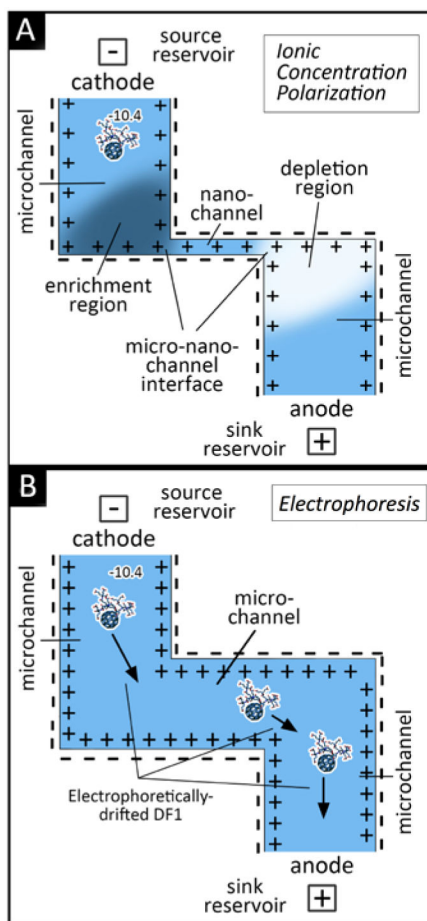 A
-
source
reservoir
cathode
Ionic
Concentration
Polarization
-10.4
microchannel
nano-
channel
depletion
region
enrichment
region
micro-nano-
channel
interface
microchannel
anode
sink
reservoir
+
B
-
source
reservoir
cathode
Electrophoresis
-10.4
microchannel
micro-
channel
microchannel
Electrophoretically-
drifted DF1
anode
sink
reservoir
+